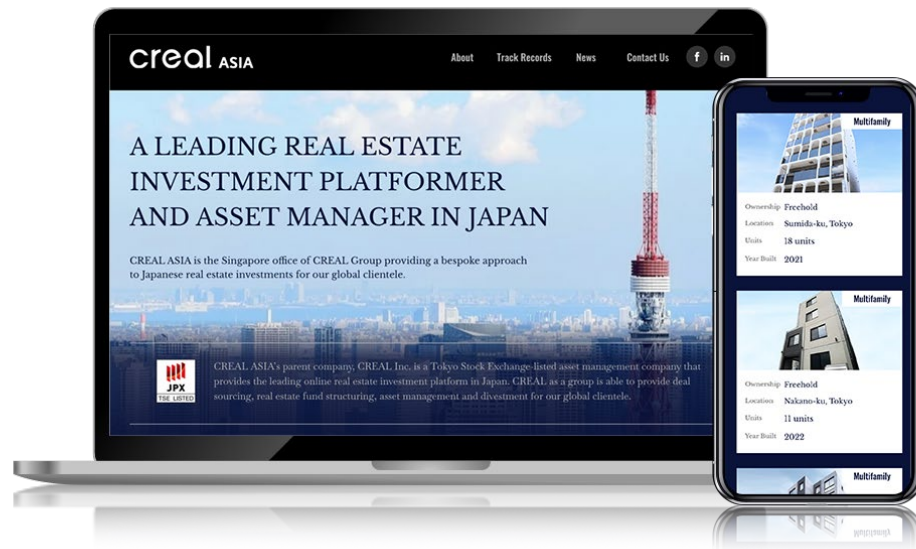 creal ASIA
About Track Records News Contact Us f in
A LEADING REAL ESTATE
INVESTMENT PLATFORMER
AND ASSET MANAGER IN JAPAN
CREAL ASIA is the Singapore office of CREAL Group providing a bespoke approach
to Japanese real estate investments for our global clientele.
JPX
TSE LISTED
CREAL ASIA's parent company, CREAL Inc. is a Tokyo Stock Exchange-listed asset management company that
provides the leading online real estate investment platform in Japan. CREAL as a group is able to provide deal
sourcing, real estate fund structuring, asset management and divestment for our global clientele.
Multifamily
Ownership Freehold
Location Sumida-ku, Tokyo
Units 18 units
Year Built 2021
Multifamily
Ownership Freehold
Location Nakano-ku, Tokyo
Units 11 units
Year Built 2022
Multifamily